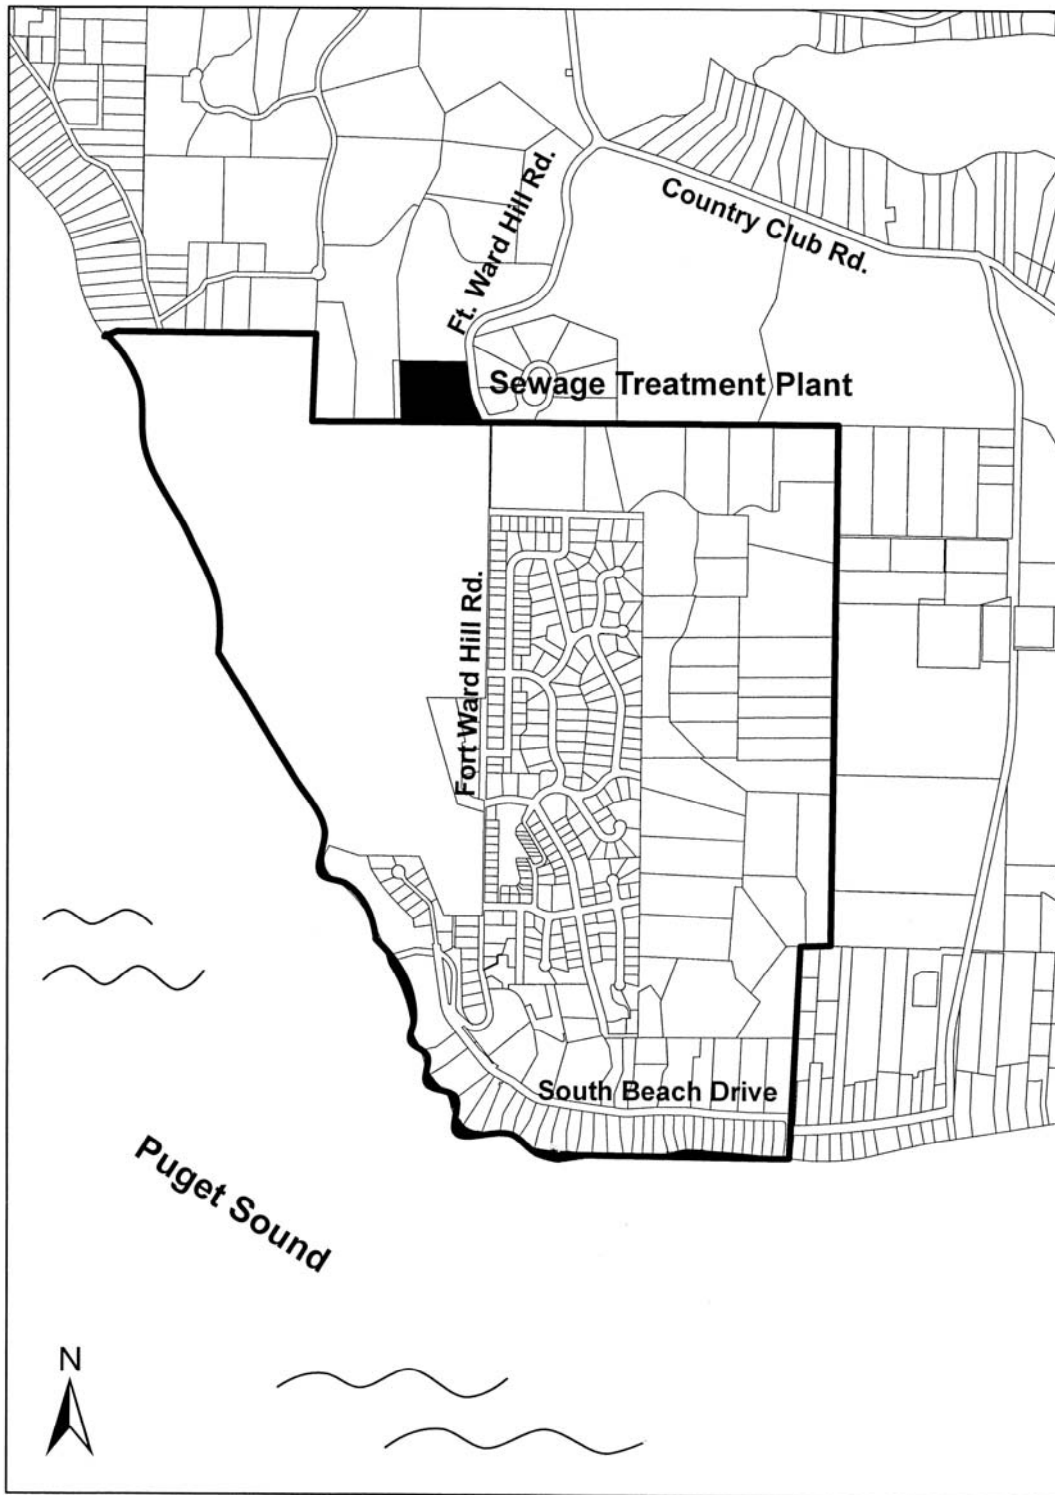 Ft. Ward Hill Rd.
Country Club Rd.
Sewage Treatment Plant
Fort Ward Hill Rd.
South Beach Drive
Puget Sound
N